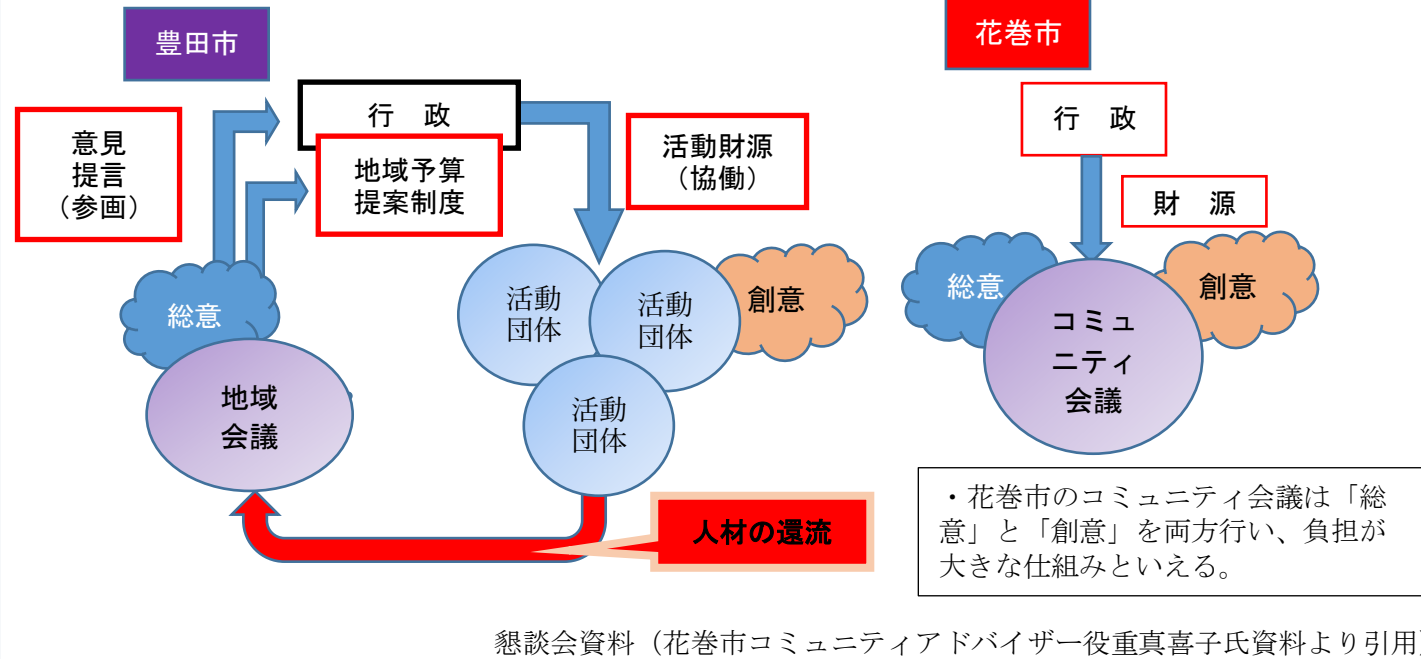 豊田市
行　政
意見
提言
（参画）
地域予算
提案制度
活動財源
（協働）
総意
地域
会議
活動
団体
活動
団体
活動
団体
創意
人材の還流
花巻市
行　政
財　源
総意
創意
コミュ
ニティ
会議
・花巻市のコミュニティ会議は「総
意」と「創意」を両方行い、負担が
大きな仕組みといえる。
懇談会資料（花巻市コミュニティアドバイザー役重真喜子氏資料より引用）